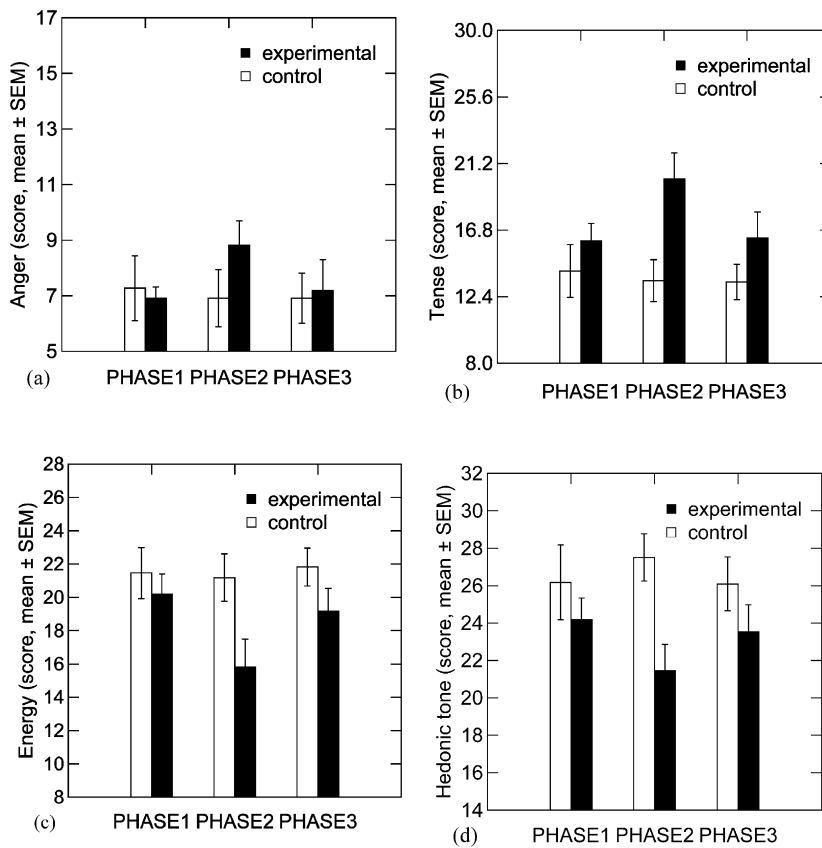 17
15
13
11
9
7
5
Anger (score, mean ± SEM)
experimental
control
(a)
PHASE1 PHASE2 PHASE3
30.0
25.6
21.2
16.8
12.4
8.0
Tense (score, mean ± SEM)
experimental
control
(b)
PHASE1 PHASE2 PHASE3
28
26
24
22
20
18
16
14
12
10
8
Energy (score, mean ± SEM)
experimental
control
(c)
PHASE1 PHASE2 PHASE3
32
30
28
26
24
22
20
18
16
14
Hedonic tone (score, mean ± SEM)
experimental
control
(d)
PHASE1 PHASE2 PHASE3